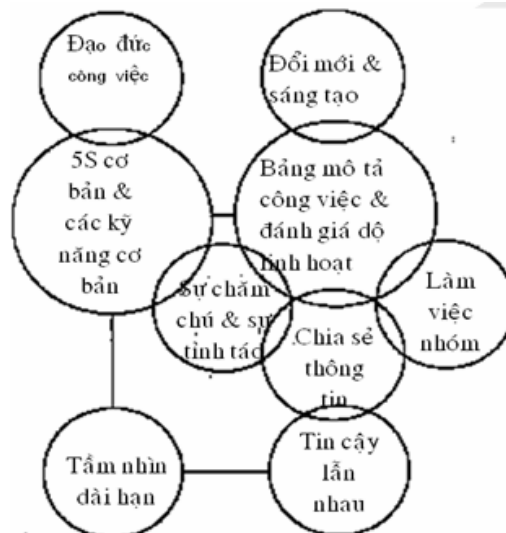 Đạo đức
công việc
Đổi mới &
sáng tạo
5S cơ
bản &
các kỹ
năng cơ
bản
Bảng mô tả
công việc &
đánh giá độ
linh hoạt
Sự chăm
chú & sự
tỉnh táo
Làm
việc
nhóm
Chia sẻ
thông
tin
Tầm nhìn
dài hạn
Tin cậy
lẫn
nhau